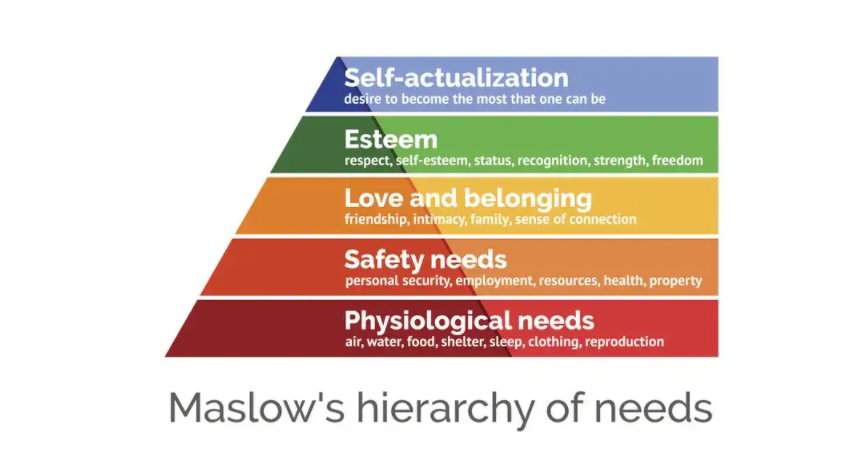 Self-actualization
desire to become the most that one can be
Esteem
respect, self-esteem, status, recognition, strength, freedom
Love and belonging
friendship, intimacy, family, sense of connection
Safety needs
personal security, employment, resources, health, property
Physiological needs
air, water, food, shelter, sleep, clothing, reproduction
Maslow's hierarchy of needs